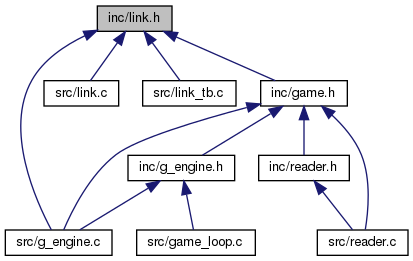 inc/link.h
src/link.c
src/link_tb.c
inc/game.h
inc/g_engine.h
inc/reader.h
src/g_engine.c
src/game_loop.c
src/reader.c